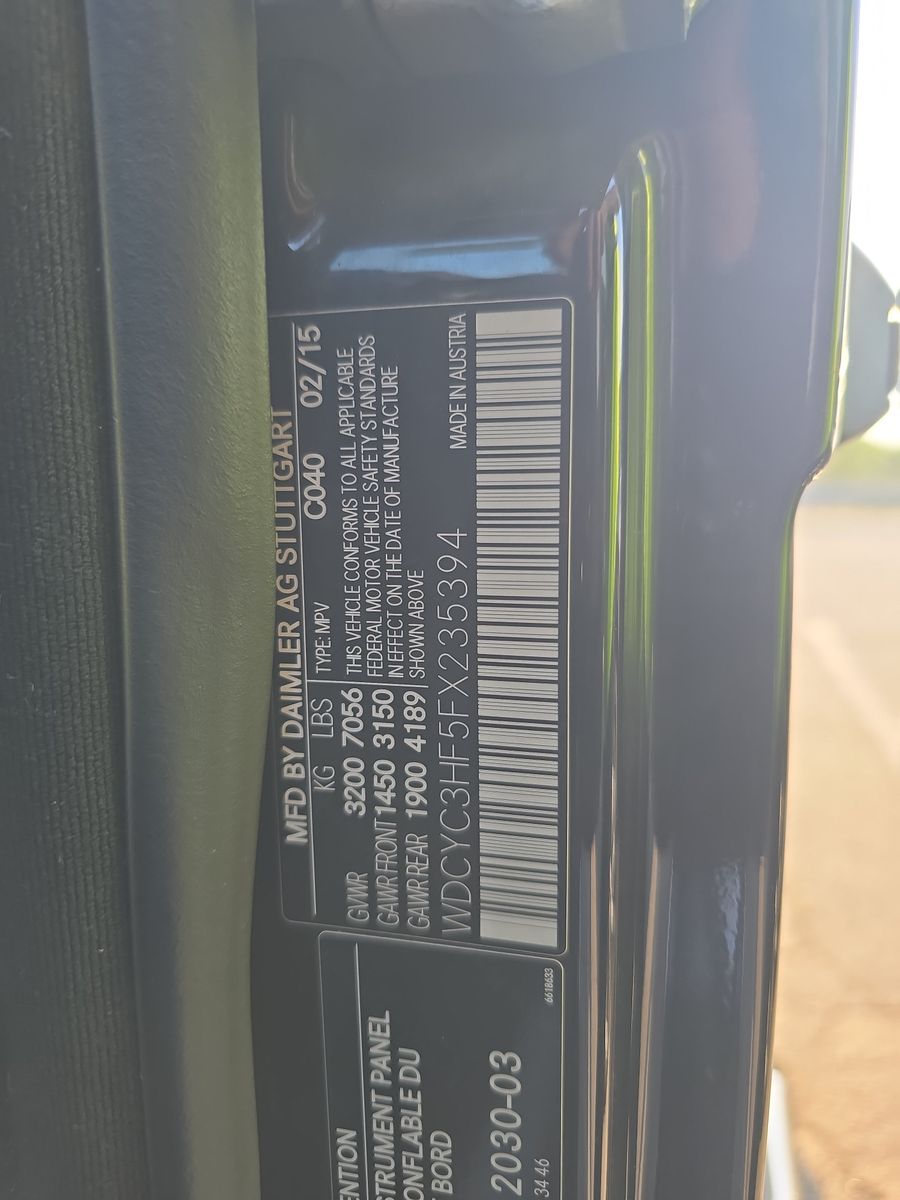 MFD BY DAIMLER AG STUTTGART
KG LBS TYPE: MPV C040 02/15
GVWR 3200 7056 THIS VEHICLE CONFORMS TO ALL APPLICABLE
GAWR FRONT 1450 3150 FEDERAL MOTOR VEHICLE SAFETY STANDARDS
GAWR REAR 1900 4189 IN EFFECT ON THE DATE OF MANUFACTURE
SHOWN ABOVE
WDCYC3HF5FX235394 MADE IN AUSTRIA
ENTION
STRUMENT PANEL
ONFLABLE DU
BORD
6618633
2030-03
34 46